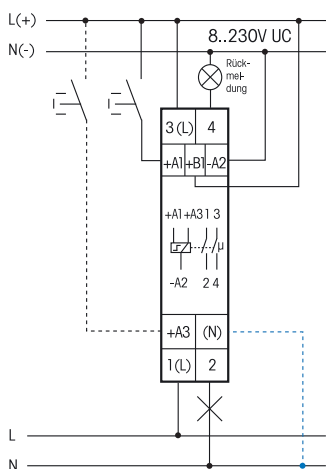 L(+)
N(-)
8..230V UC
Rück-
mel-
dung
3(L) 4
+A1 +B1 -A2
+A1 +A3 1 3
µ
-A2 2 4
+A3 (N)
1(L) 2
L
N